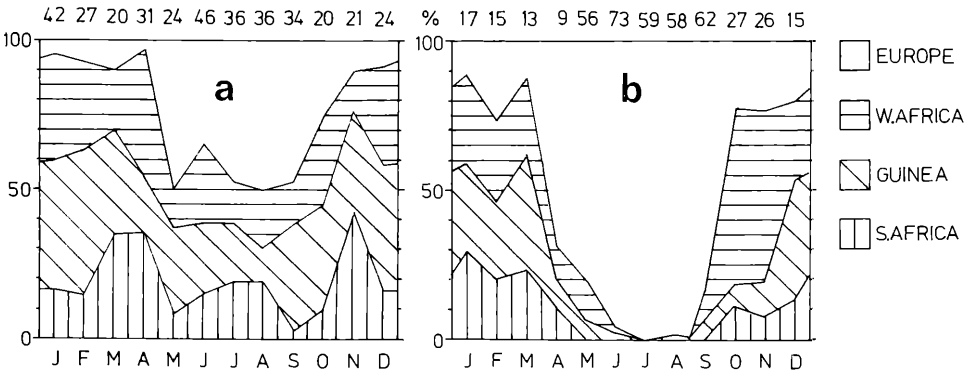 42 27 20 31 24 46 36 36 34 20 21 24 % 17 15 13 9 56 73 59 58 62 27 26 15
100 100
a b
EUROPE
W.AFRICA
GUINEA
S.AFRICA
50 50
0 0
J F M A M J J A S O N D J F M A M J J A S O N D